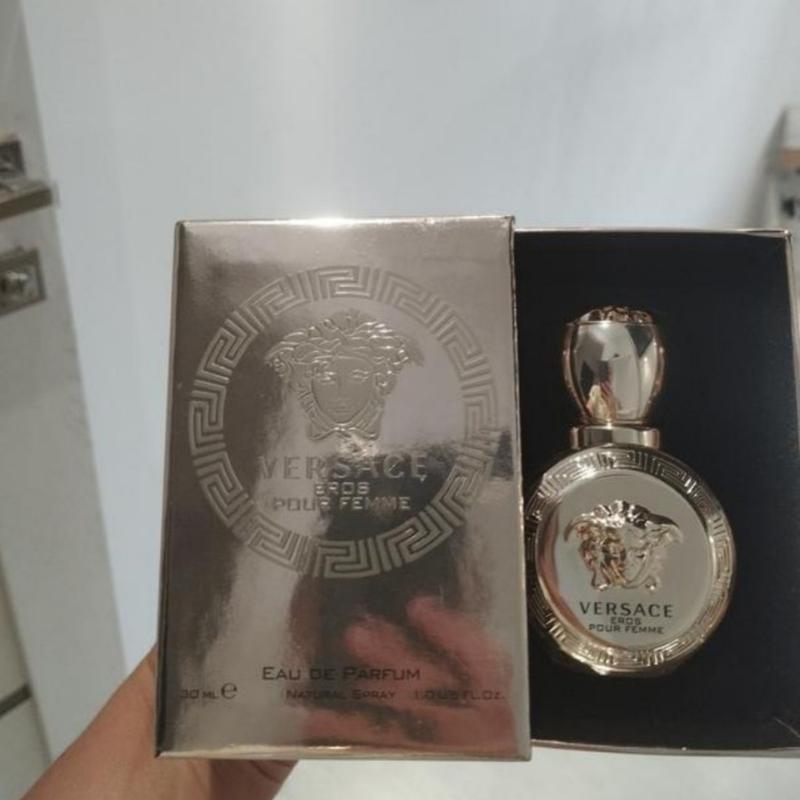 VERSACE
EROS
POUR FEMME
EAU DE PARFUM
30 ML e NATURAL SPRAY 1.0 US FL.OZ.
VERSACE
EROS
POUR FEMME